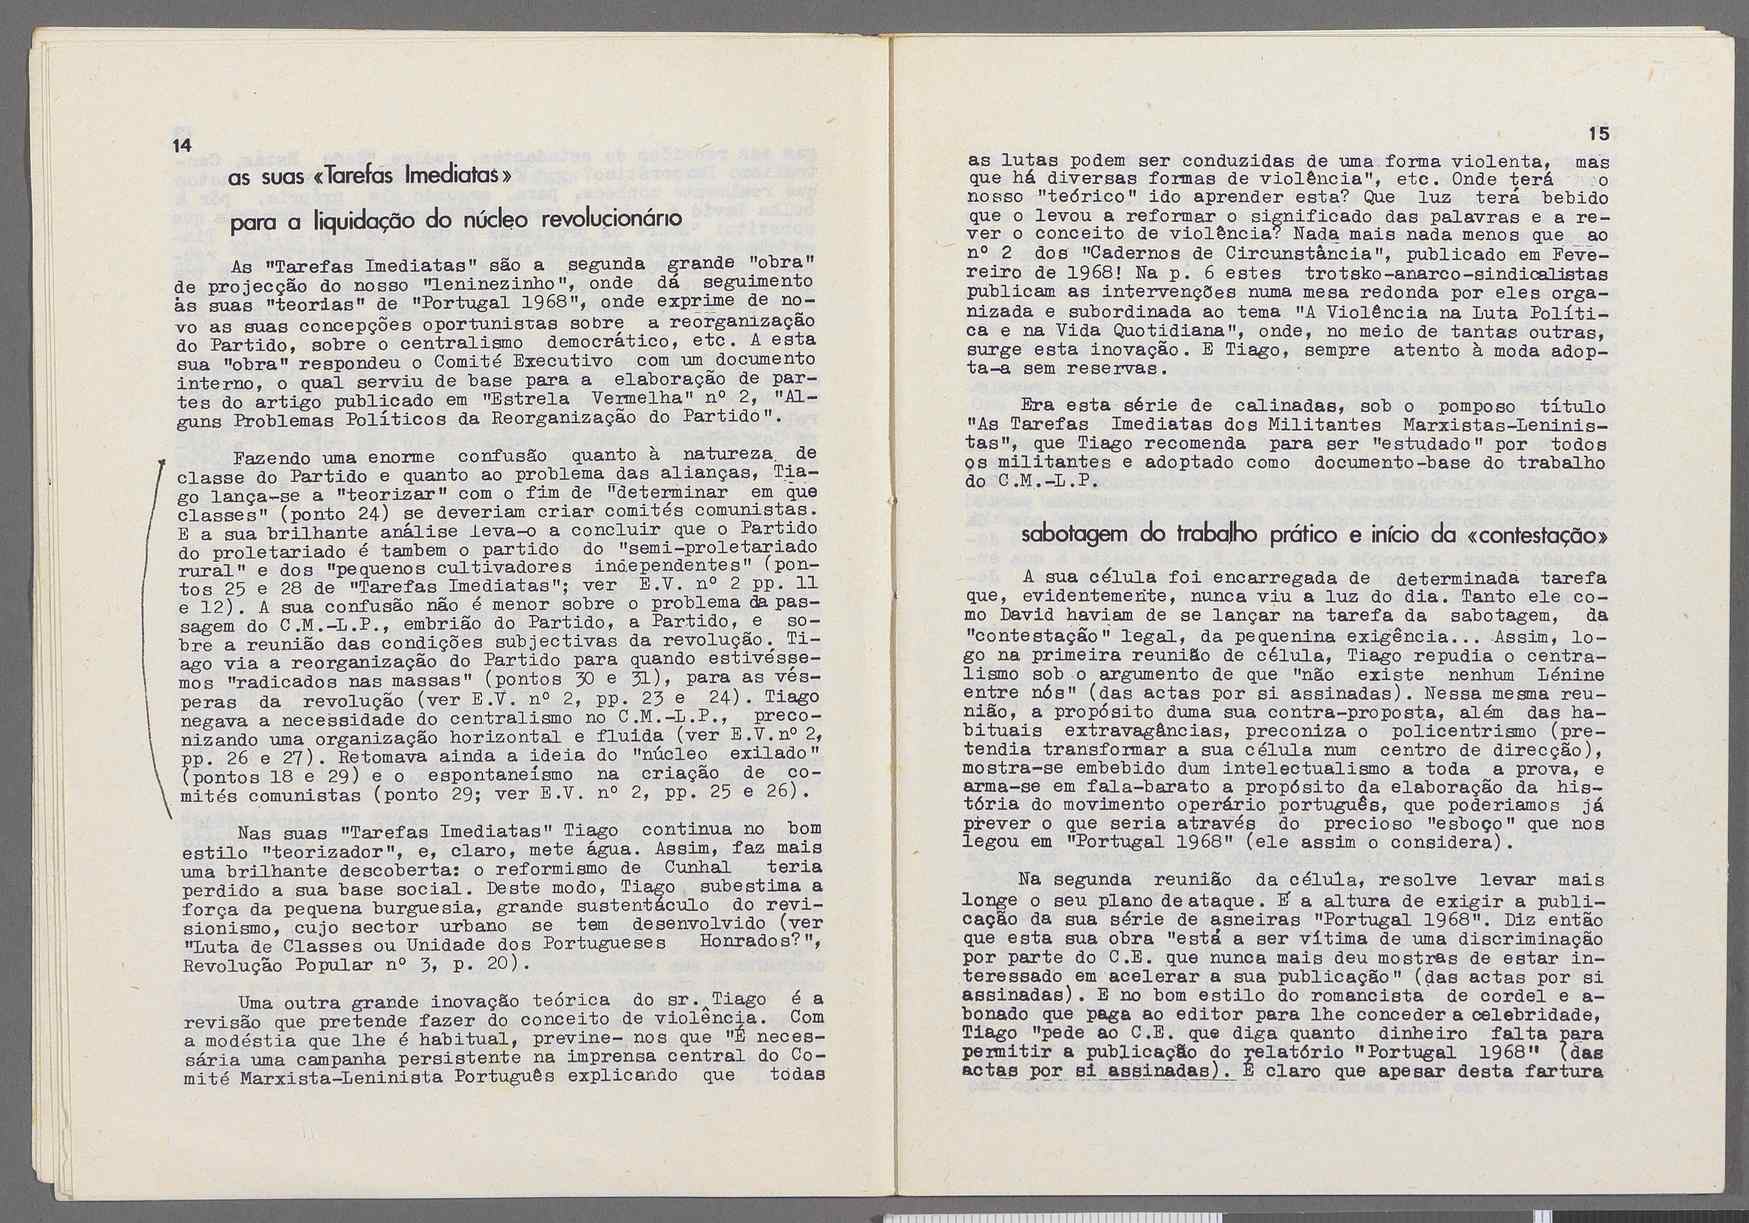 14
as suas «Tarefas Imediatas»
para a liquidação do núcleo revolucionário
As "Tarefas Imediatas" são a segunda grande "obra"
de projecção do nosso "leninezinho", onde dá seguimento
às suas "teorias" de "Portugal 1968", onde exprime de no-
vo as suas concepções oportunistas sobre a reorganização
do Partido, sobre o centralismo democrático, etc. A esta
sua "obra" respondeu o Comité Executivo com um documento
interno, o qual serviu de base para a elaboração de par-
tes do artigo publicado em "Estrela Vermelha" nº 2, "Al-
guns Problemas Políticos da Reorganização do Partido".
Fazendo uma enorme confusão quanto à natureza de
classe do Partido e quanto ao problema das alianças, Tia-
go lança-se a "teorizar" com o fim de "determinar em que
classes" (ponto 24) se deveriam criar comités comunistas.
E a sua brilhante análise leva-o a concluir que o Partido
do proletariado é tambem o partido do "semi-proletariado
rural" e dos "pequenos cultivadores independentes" (pon-
tos 25 e 28 de "Tarefas Imediatas"; ver E.V. nº 2 pp. 11
e 12). A sua confusão não é menor sobre o problema da pas-
sagem do C.M.-L.P., embrião do Partido, a Partido, e so-
bre a reunião das condições subjectivas da revolução. Ti-
ago via a reorganização do Partido para quando estivésse-
mos "radicados nas massas" (pontos 30 e 31), para as vés-
peras da revolução (ver E.V. nº 2, pp. 23 e 24). Tiago
negava a necessidade do centralismo no C.M.-L.P., preco-
nizando uma organização horizontal e fluida (ver E.V. nº 2,
pp. 26 e 27). Retomava ainda a ideia do "núcleo exilado"
(pontos 18 e 29) e o espontaneísmo na criação de co-
mités comunistas (ponto 29; ver E.V. nº 2, pp. 25 e 26).
Nas suas "Tarefas Imediatas" Tiago continua no bom
estilo "teorizador", e, claro, mete água. Assim, faz mais
uma brilhante descoberta: o reformismo de Cunhal teria
perdido a sua base social. Deste modo, Tiago subestima a
força da pequena burguesia, grande sustentáculo do revi-
sionismo, cujo sector urbano se tem desenvolvido (ver
"Luta de Classes ou Unidade dos Portugueses Honrados?",
Revolução Popular nº 3, p. 20).
Uma outra grande inovação teórica do sr. Tiago é a
revisão que pretende fazer do conceito de violência. Com
a modéstia que lhe é habitual, previne- nos que "É neces-
sária uma campanha persistente na imprensa central do Co-
mité Marxista-Leninista Português explicando que todas
15
as lutas podem ser conduzidas de uma forma violenta, mas
que há diversas formas de violência", etc. Onde terá o
nosso "teórico" ido aprender esta? Que luz terá bebido
que o levou a reformar o significado das palavras e a re-
ver o conceito de violência? Nada mais nada menos que ao
nº 2 dos "Cadernos de Circunstância", publicado em Feve-
reiro de 1968! Na p. 6 estes trotsko-anarco-sindicalistas
publicam as intervenções numa mesa redonda por eles orga-
nizada e subordinada ao tema "A Violência na Luta Políti-
ca e na Vida Quotidiana", onde, no meio de tantas outras,
surge esta inovação. E Tiago, sempre atento à moda adop-
ta-a sem reservas.
Era esta série de calinadas, sob o pomposo título
"As Tarefas Imediatas dos Militantes Marxistas-Leninis-
tas", que Tiago recomenda para ser "estudado" por todos
os militantes e adoptado como documento-base do trabalho
do C.M.-L.P.
sabotagem do trabalho prático e início da «contestação»
A sua célula foi encarregada de determinada tarefa
que, evidentemente, nunca viu a luz do dia. Tanto ele co-
mo David haviam de se lançar na tarefa da sabotagem, da
"contestação" legal, da pequenina exigência... Assim, lo-
go na primeira reunião de célula, Tiago repudia o centra-
lismo sob o argumento de que "não existe nenhum Lénine
entre nós" (das actas por si assinadas). Nessa mesma reu-
nião, a propósito duma sua contra-proposta, além das ha-
bituais extravagâncias, preconiza o policentrismo (pre-
tendia transformar a sua célula num centro de direcção),
mostra-se embebido dum intelectualismo a toda a prova, e
arma-se em fala-barato a propósito da elaboração da his-
tória do movimento operário português, que poderiamos já
prever o que seria através do precioso "esboço" que nos
legou em "Portugal 1968" (ele assim o considera).
Na segunda reunião da célula, resolve levar mais
longe o seu plano de ataque. É a altura de exigir a publi-
cação da sua série de asneiras "Portugal 1968". Diz então
que esta sua obra "está a ser vítima de uma discriminação
por parte do C.E. que nunca mais deu mostras de estar in-
teressado em acelerar a sua publicação" (das actas por si
assinadas). E no bom estilo do romancista de cordel e a-
bonado que paga ao editor para lhe conceder a celebridade,
Tiago "pede ao C.E. que diga quanto dinheiro falta para
permitir a publicação do relatório "Portugal 1968" (das
actas por si assinadas). É claro que apesar desta fartura